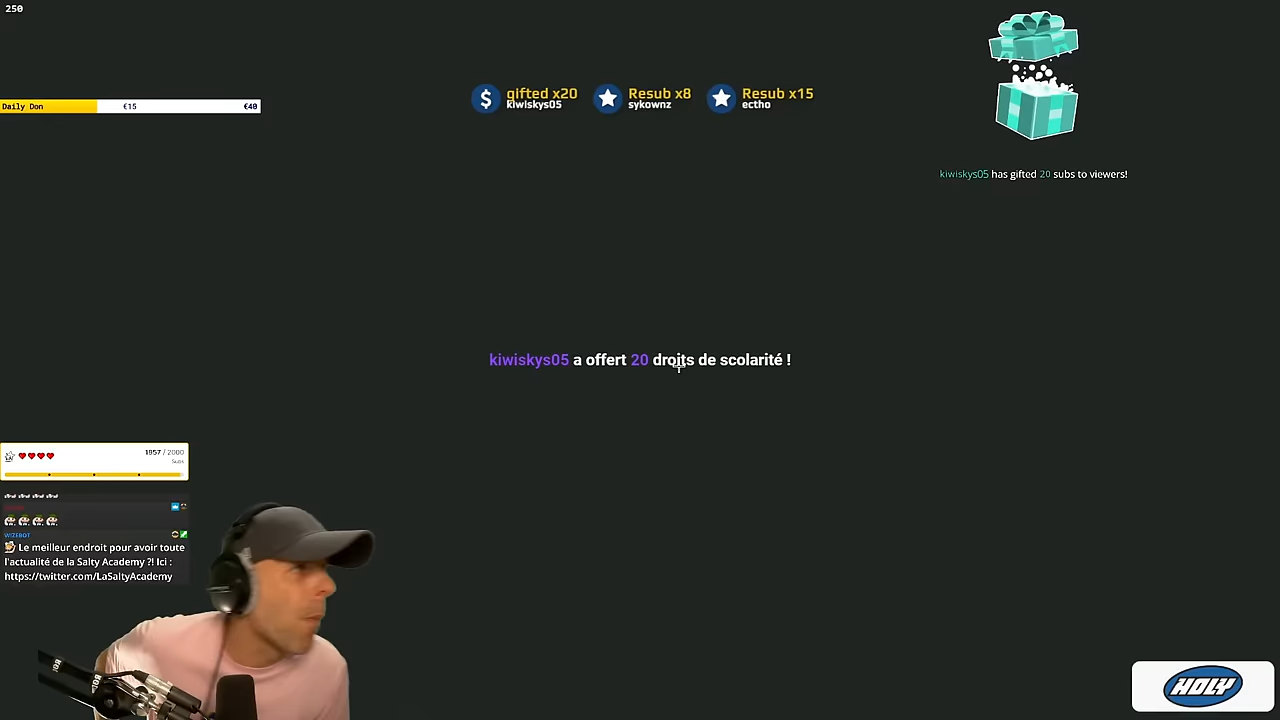 250
Daily Don €15 €40
gifted x20
kiwiskys05
Resub x8
sykownz
Resub x15
ectho
kiwiskys05 has gifted 20 subs to viewers!
kiwiskys05 a offert 20 droits de scolarité !
1957 / 2000
Subs
WIZEBOT
Le meilleur endroit pour avoir toute
l'actualité de la Salty Academy ?! Ici :
https://twitter.com/LaSaltyAcademy
HOLY